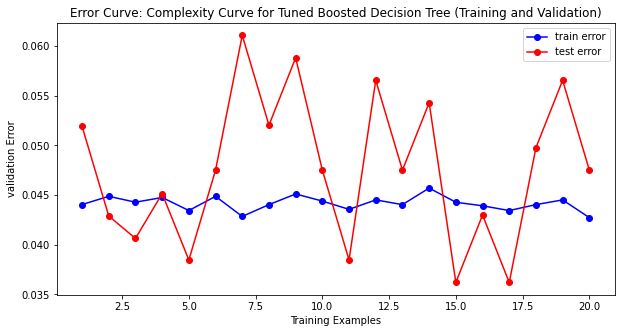 Error Curve: Complexity Curve for Tuned Boosted Decision Tree (Training and Validation)
train error
test error
0.060
0.055
0.050
0.045
0.040
0.035
validation Error
2.5 5.0 7.5 10.0 12.5 15.0 17.5 20.0
Training Examples